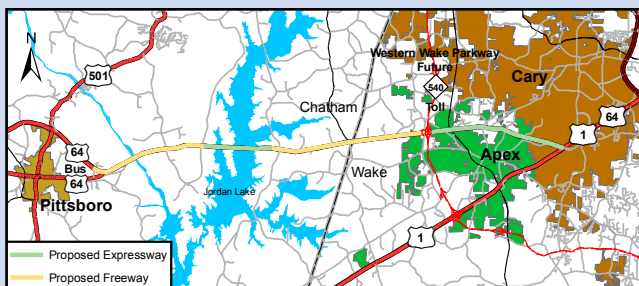 N
501
Western Wake Parkway
Future
540
Toll
Cary
Chatham
64
1
64
Bus
64
Apex
Wake
Pittsboro
Jordan Lake
1
Proposed Expressway
Proposed Freeway